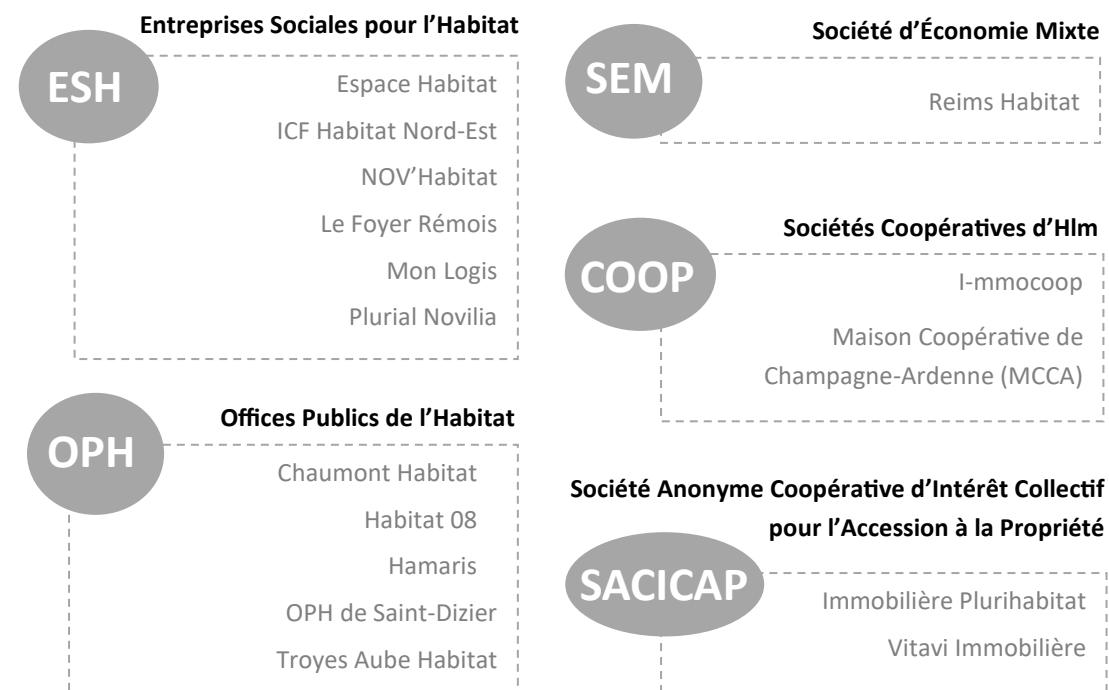 Entreprises Sociales pour l’Habitat
ESH
Espace Habitat
ICF Habitat Nord-Est
NOV’Habitat
Le Foyer Rémois
Mon Logis
Plurial Novilia
Offices Publics de l’Habitat
OPH
Chaumont Habitat
Habitat 08
Hamaris
OPH de Saint-Dizier
Troyes Aube Habitat
Société d’Économie Mixte
SEM
Reims Habitat
Sociétés Coopératives d’Hlm
COOP
I-mmocoop
Maison Coopérative de
Champagne-Ardenne (MCCA)
Société Anonyme Coopérative d’Intérêt Collectif
pour l’Accession à la Propriété
SACICAP
Immobilière Plurihabitat
Vitavi Immobilière